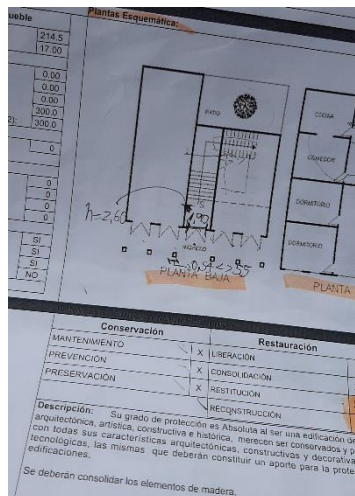 Plantas Esquemática:
ueble
214.5
17.00
0.00
0.00
0.00
300.0
300.0
0
0
0
0
0
SI
SI
SI
NO
PATIO
COCINA
COMEDOR
DORMITORIO
DORMITORIO
h=2,60
INGRESO
PLANTA BAJA
PLANTA
Conservación
Restauración
MANTENIMIENTO
X LIBERACIÓN
PREVENCIÓN
X CONSOLIDACIÓN
PRESERVACIÓN
X RESTITUCIÓN
RECONSTRUCCIÓN
Descripción: Su grado de protección es Absoluta al ser una edificación de
arquitectónica, artística, constructiva e histórica, merecen ser conservados y p
con todas sus características arquitectónicas, constructivas y decorativa
tecnológicas, las mismas que deberán constituir un aporte para la prote
edificaciones.
Se deberán consolidar los elementos de madera.